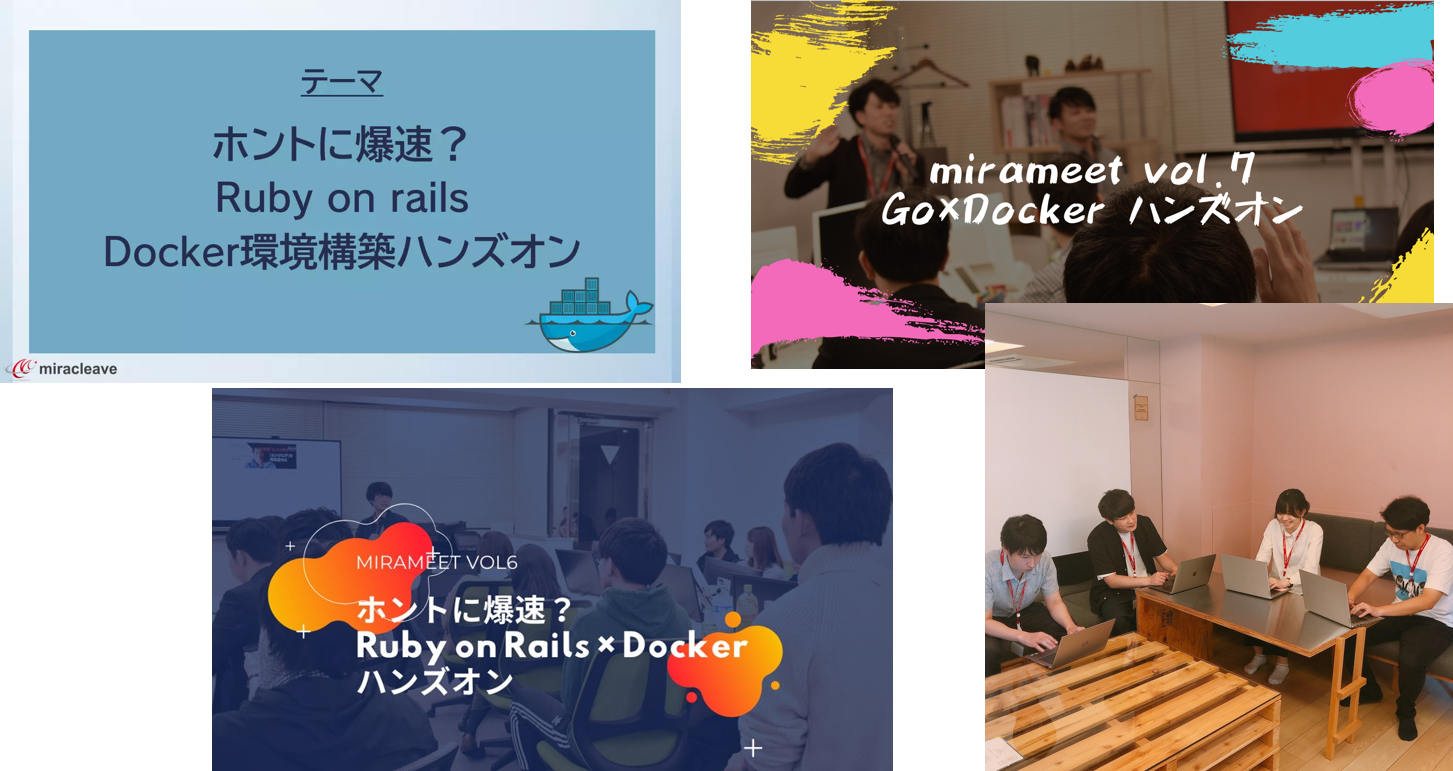 テーマ
ホントに爆速？
Ruby on rails
Docker環境構築ハンズオン
miracleave
mirameet vol.7
Go×Docker ハンズオン
MIRAMEET VOL6
ホントに爆速？
Ruby on Rails×Docker
ハンズオン